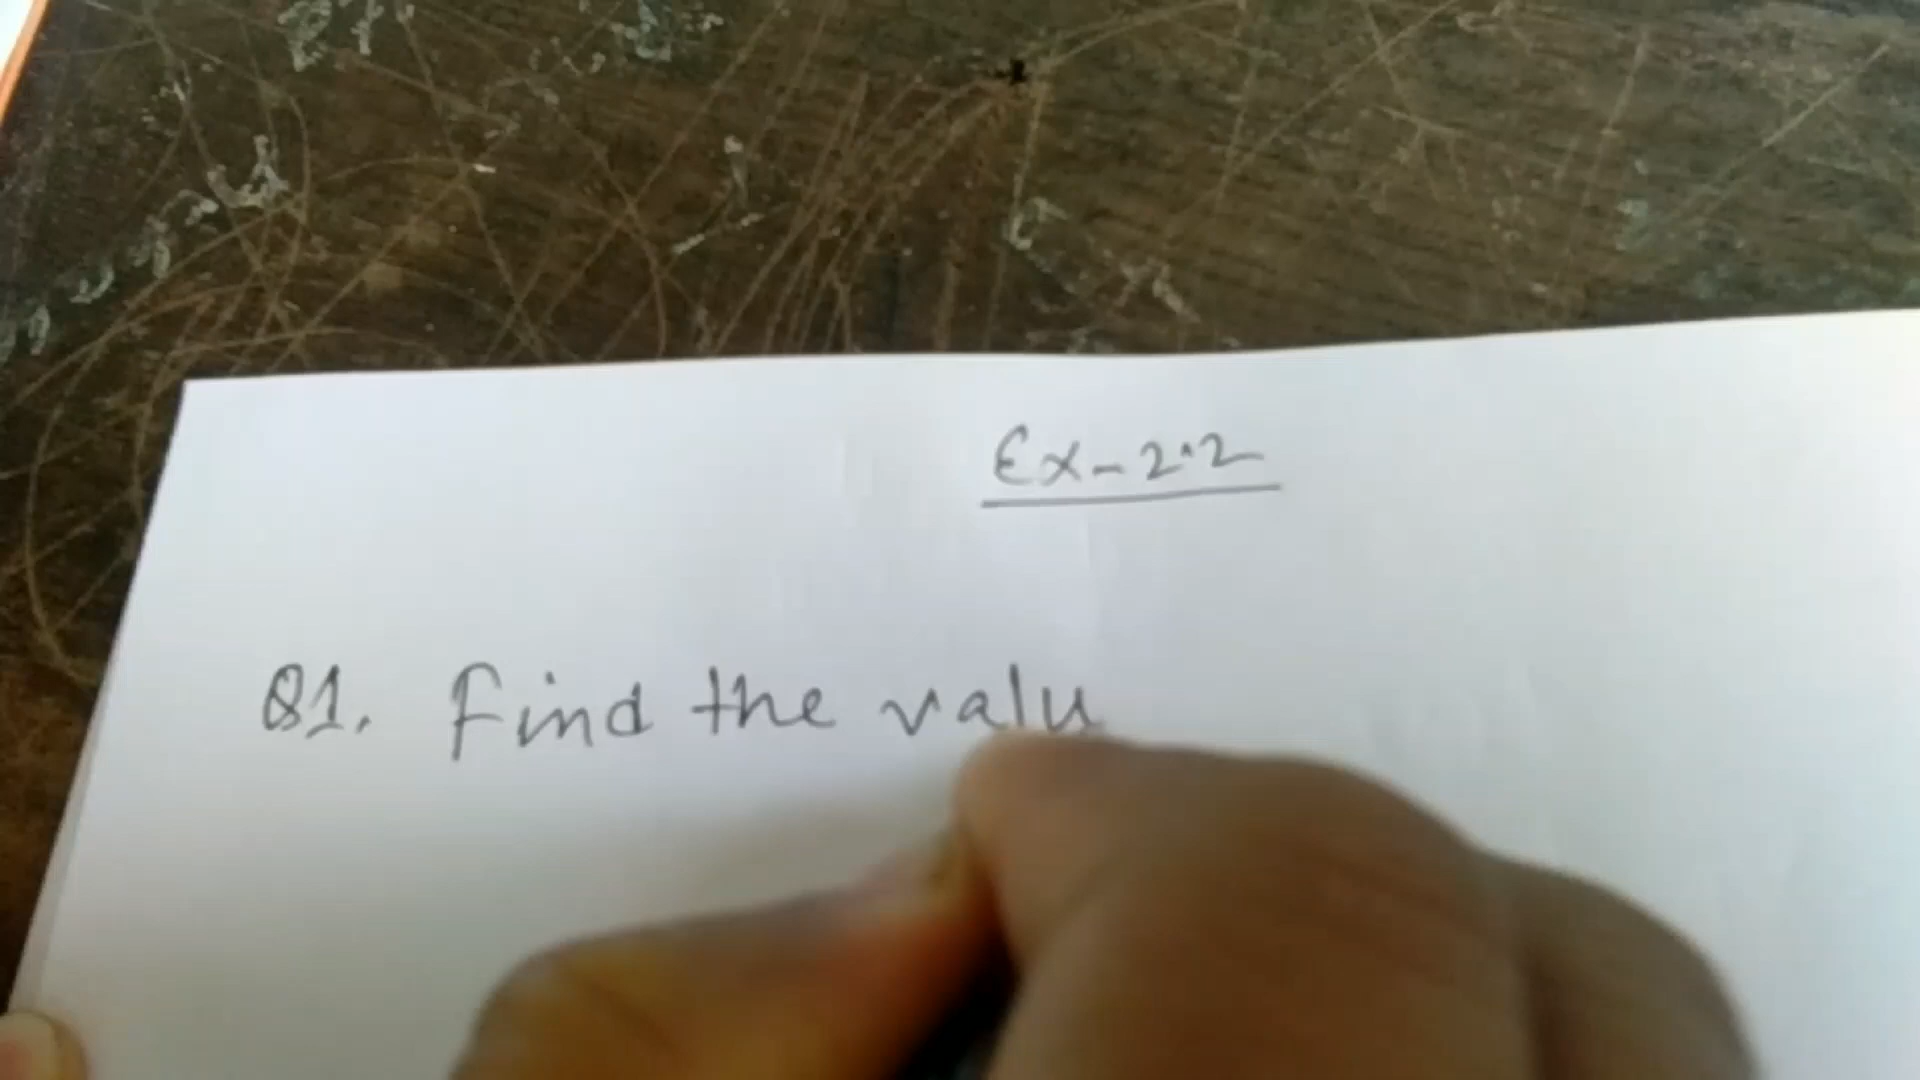 Ex-2.2
Q1. Find the valu